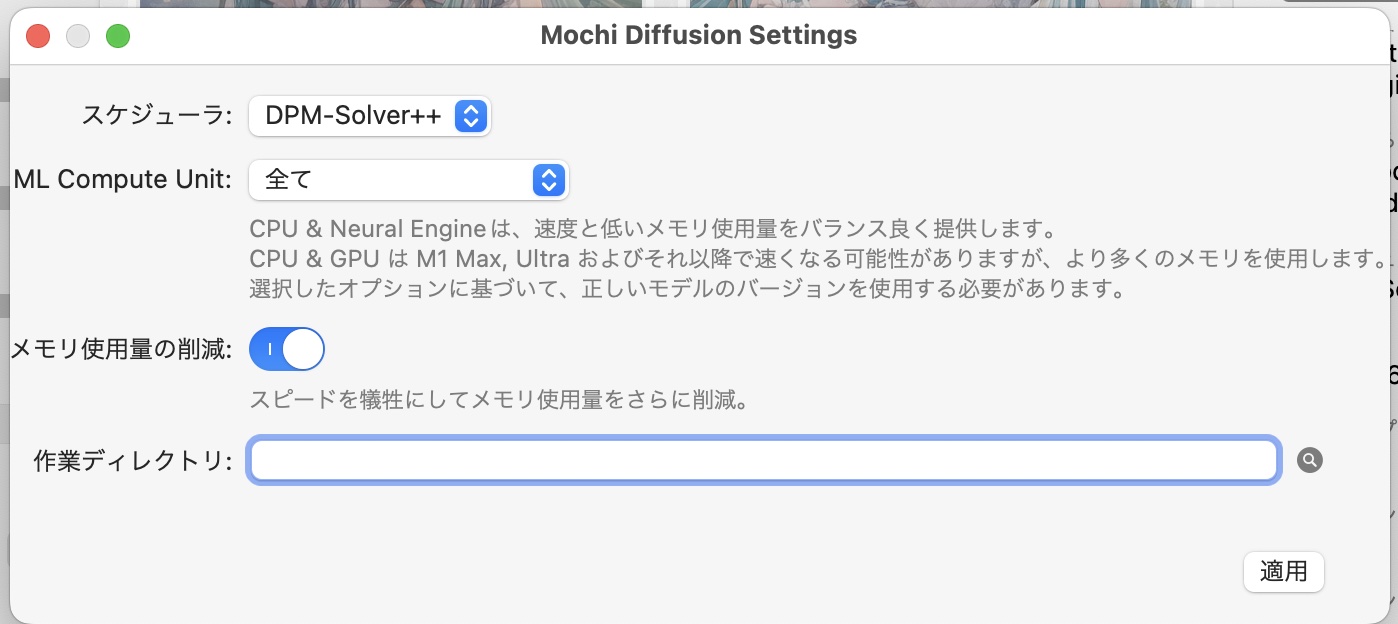 Mochi Diffusion Settings
スケジューラ: DPM-Solver++
ML Compute Unit: 全て
CPU & Neural Engineは、速度と低いメモリ使用量をバランス良く提供します。
CPU & GPU は M1 Max, Ultra およびそれ以降で速くなる可能性がありますが、より多くのメモリを使用します。
選択したオプションに基づいて、正しいモデルのバージョンを使用する必要があります。
メモリ使用量の削減:
スピードを犠牲にしてメモリ使用量をさらに削減。
作業ディレクトリ:
適用